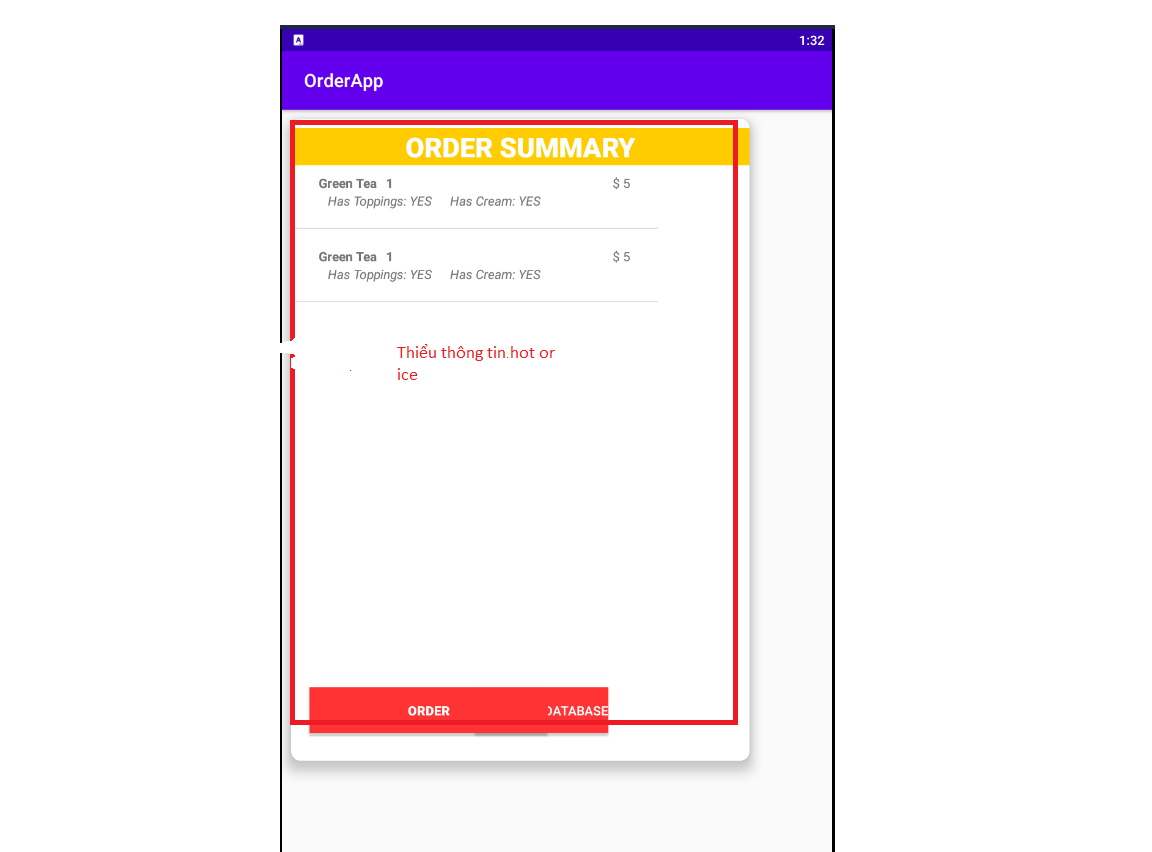 A
1:32
OrderApp
ORDER SUMMARY
Green Tea 1 $ 5
Has Toppings: YES Has Cream: YES
Green Tea 1 $ 5
Has Toppings: YES Has Cream: YES
Thiểu thông tin.hot or
ice
ORDER DATABASE